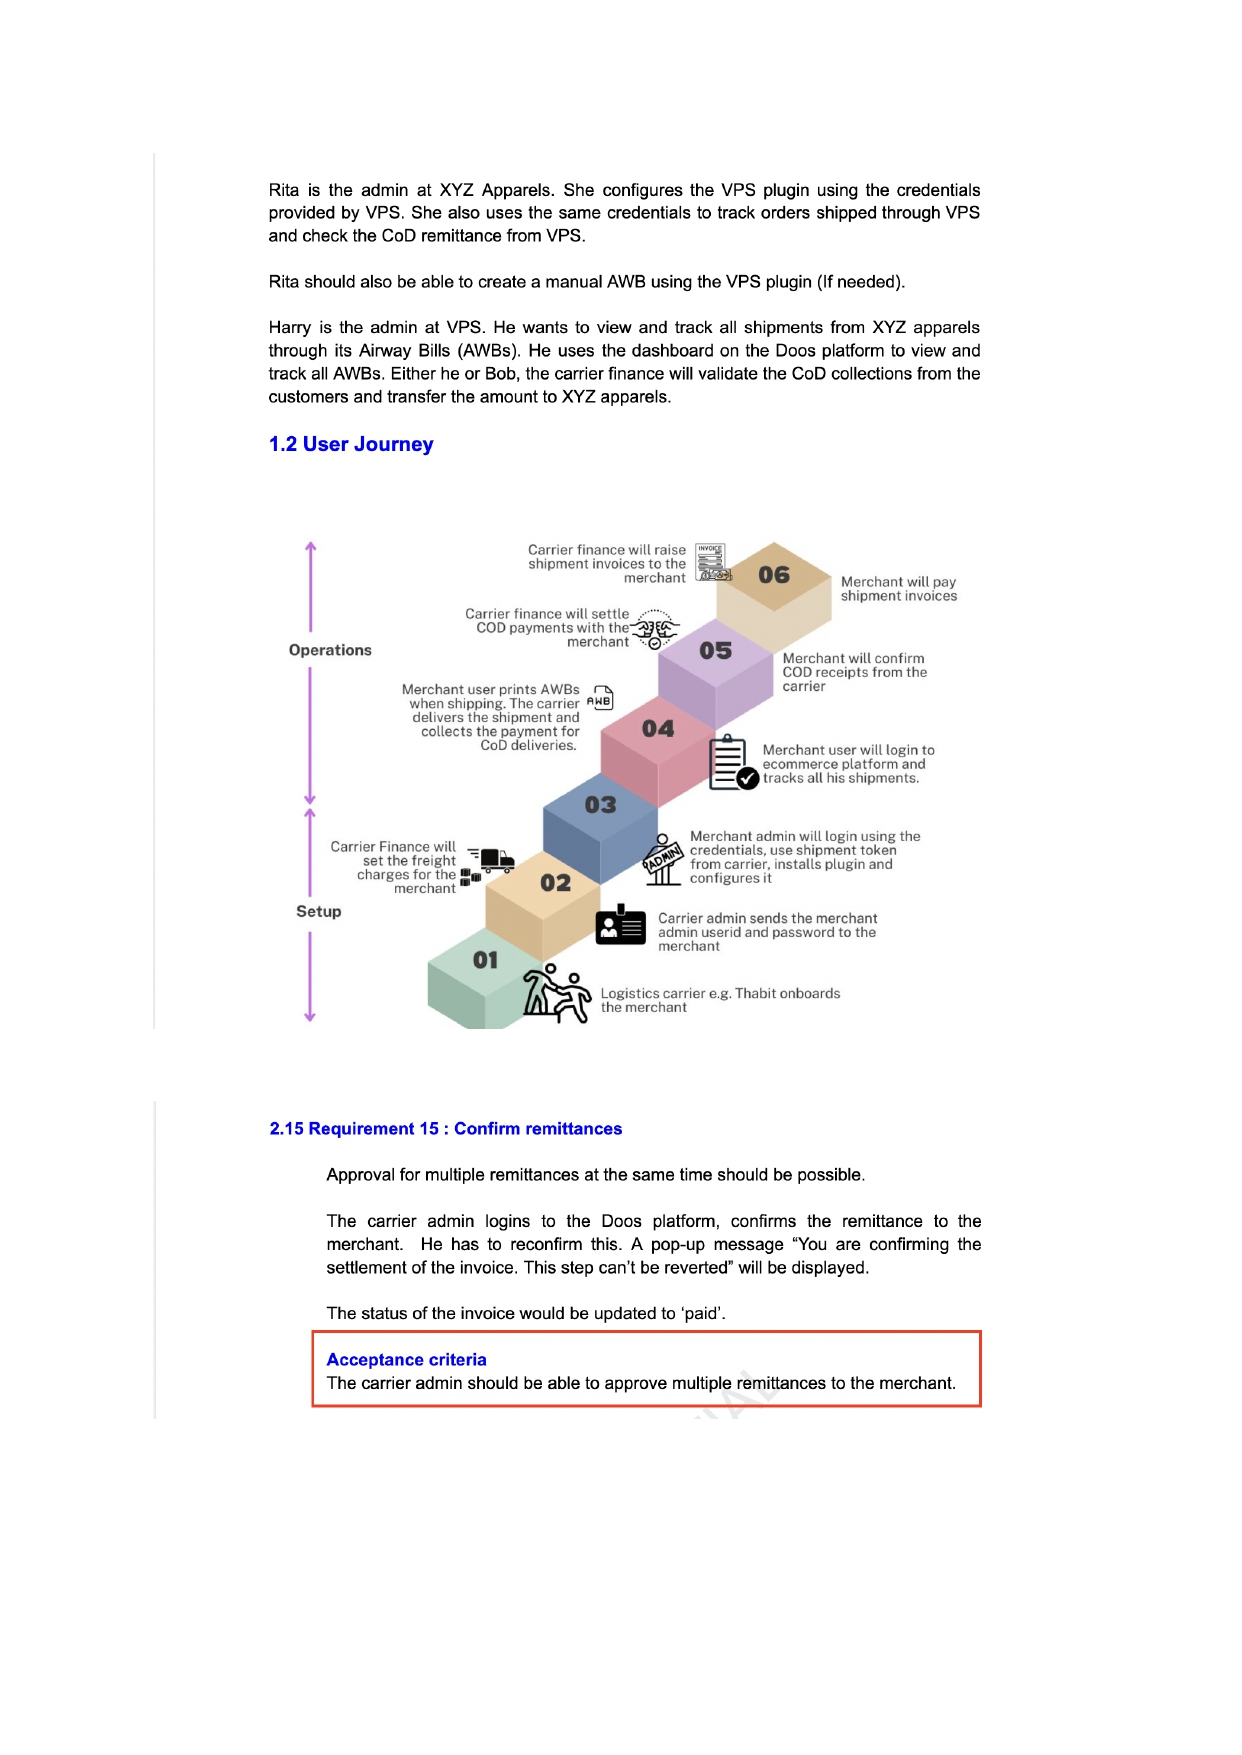 Rita is the admin at XYZ Apparels. She configures the VPS plugin using the credentials
provided by VPS. She also uses the same credentials to track orders shipped through VPS
and check the CoD remittance from VPS.
Rita should also be able to create a manual AWB using the VPS plugin (If needed).
Harry is the admin at VPS. He wants to view and track all shipments from XYZ apparels
through its Airway Bills (AWBs). He uses the dashboard on the Doos platform to view and
track all AWBs. Either he or Bob, the carrier finance will validate the CoD collections from the
customers and transfer the amount to XYZ apparels.
1.2 User Journey
Carrier finance will raise
shipment invoices to the
merchant
INVOICE
06
Merchant will pay
shipment invoices
Carrier finance will settle
COD payments with the
merchant
05
Merchant will confirm
COD receipts from the
carrier
Operations
Merchant user prints AWBs
when shipping. The carrier
delivers the shipment and
collects the payment for
CoD deliveries.
AWB
04
Merchant user will login to
ecommerce platform and
tracks all his shipments.
03
Merchant admin will login using the
credentials, use shipment token
from carrier, installs plugin and
configures it
ADMIN
Carrier Finance will
set the freight
charges for the
merchant
02
Setup
Carrier admin sends the merchant
admin userid and password to the
merchant
01
Logistics carrier e.g. Thabit onboards
the merchant
2.15 Requirement 15 : Confirm remittances
Approval for multiple remittances at the same time should be possible.
The carrier admin logins to the Doos platform, confirms the remittance to the
merchant. He has to reconfirm this. A pop-up message “You are confirming the
settlement of the invoice. This step can’t be reverted” will be displayed.
The status of the invoice would be updated to ‘paid’.
Acceptance criteria
The carrier admin should be able to approve multiple remittances to the merchant.